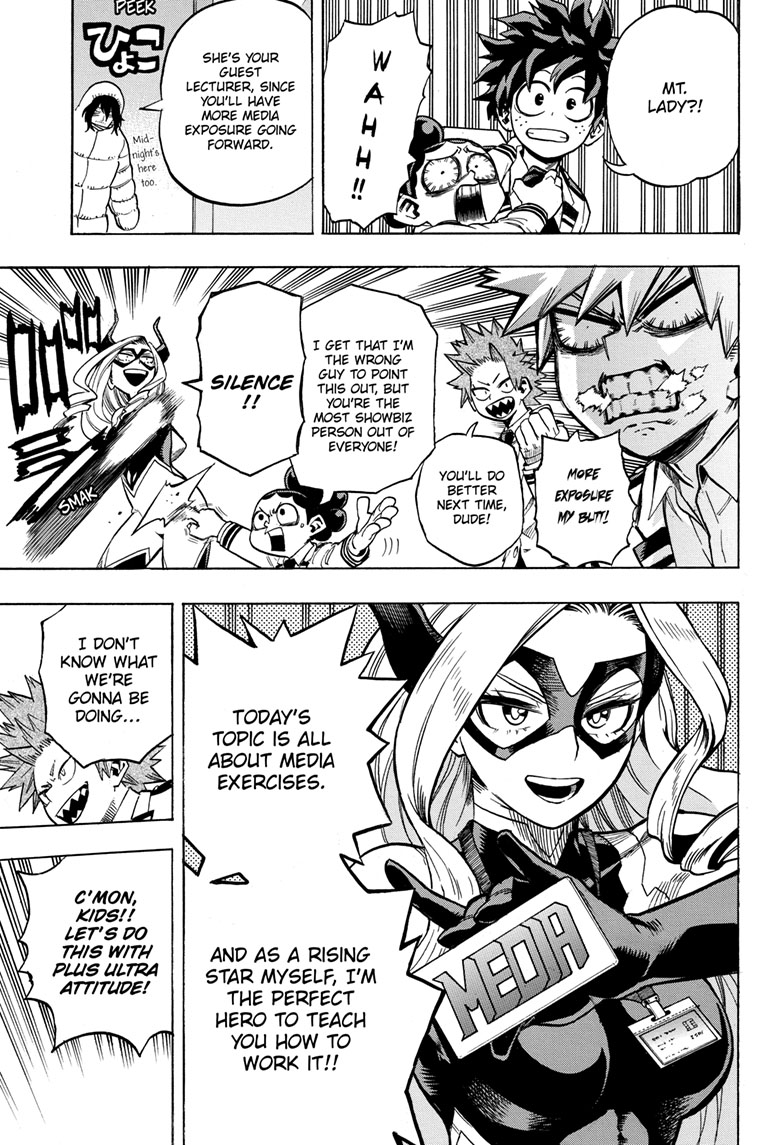 MT.
LADY?!
WAHH!!
SHE'S YOUR
GUEST
LECTURER, SINCE
YOU'LL HAVE
MORE MEDIA
EXPOSURE GOING
FORWARD.
PEEK
ひょこ
Mid-
night's
here
too.
MORE
EXPOSURE
MY BUTT!
YOU'LL DO
BETTER
NEXT TIME,
DUDE!
I GET THAT I'M
THE WRONG
GUY TO POINT
THIS OUT, BUT
YOU'RE THE
MOST SHOWBIZ
PERSON OUT OF
EVERYONE!
SILENCE
!!
SMAK
TODAY'S
TOPIC IS ALL
ABOUT MEDIA
EXERCISES.
AND AS A RISING
STAR MYSELF, I'M
THE PERFECT
HERO TO TEACH
YOU HOW TO
WORK IT!!
MEDIA
I DON'T
KNOW WHAT
WE'RE
GONNA BE
DOING...
C'MON,
KIDS!!
LET'S DO
THIS WITH
PLUS ULTRA
ATTITUDE!